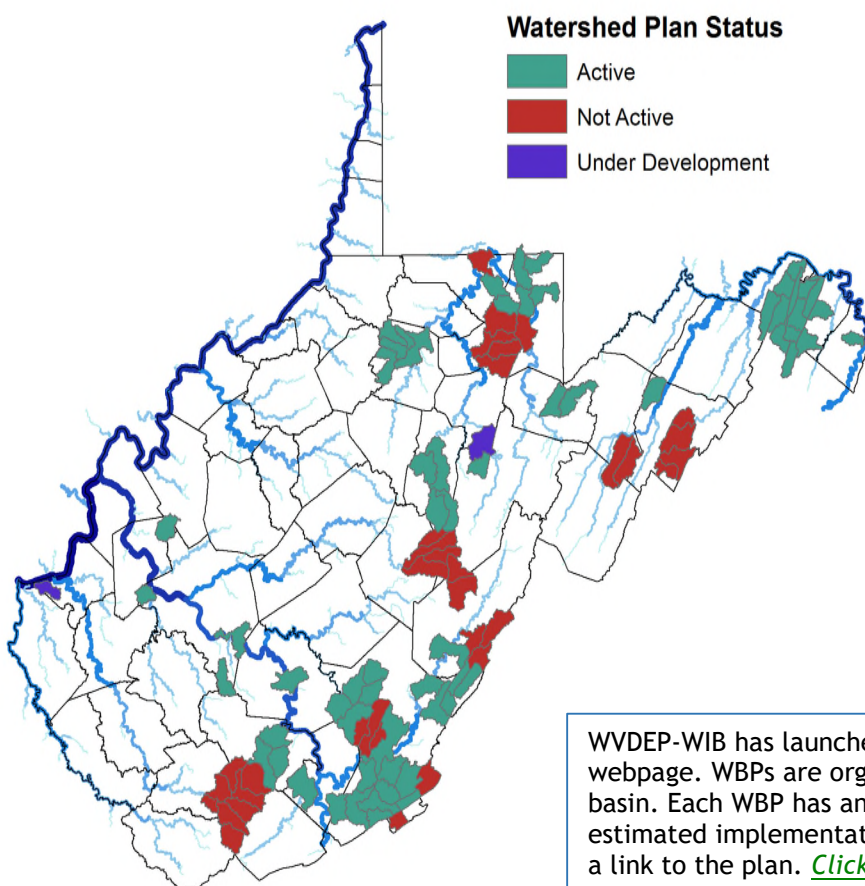 Watershed Plan Status
Active
Not Active
Under Development
WVDEP-WIB has launche
webpage. WBPs are org
basin. Each WBP has an
estimated implementat
a link to the plan. Click